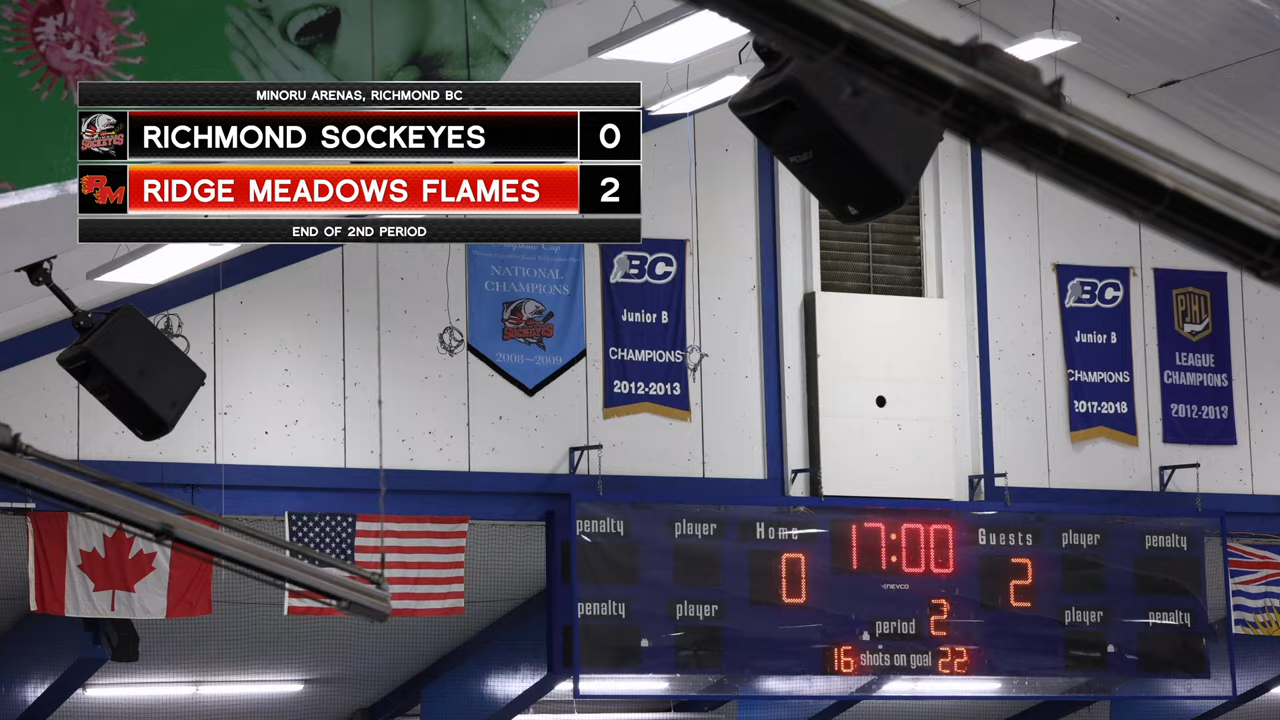 MINORU ARENAS, RICHMOND BC
RICHMOND SOCKEYES 0
RIDGE MEADOWS FLAMES 2
END OF 2ND PERIOD
NATIONAL
CHAMPIONS
SOCKEYES
2008~2009
BC
Junior B
CHAMPIONS
2012-2013
BC
Junior B
CHAMPIONS
2017-2018
PJHL
LEAGUE
CHAMPIONS
2012-2013
penalty player Home 17:00 Guests player penalty
0 2
NEVCO
penalty player period 2 player penalty
16 shots on goal 22